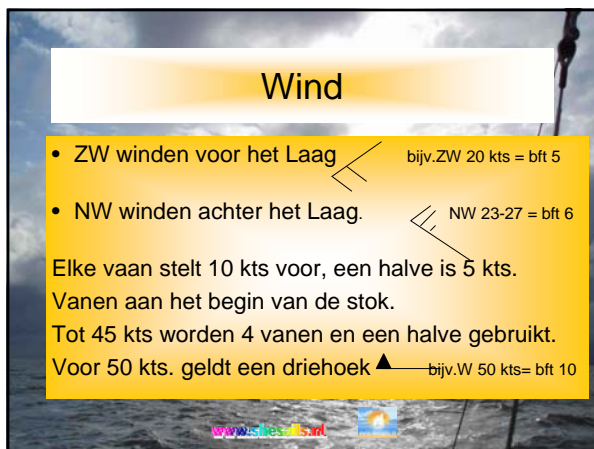 Wind
• ZW winden voor het Laag bijv.ZW 20 kts = bft 5
• NW winden achter het Laag. NW 23-27 = bft 6
Elke vaan stelt 10 kts voor, een halve is 5 kts.
Vanen aan het begin van de stok.
Tot 45 kts worden 4 vanen en een halve gebruikt.
Voor 50 kts. geldt een driehoek bijv.W 50 kts= bft 10
www.shesails.nl